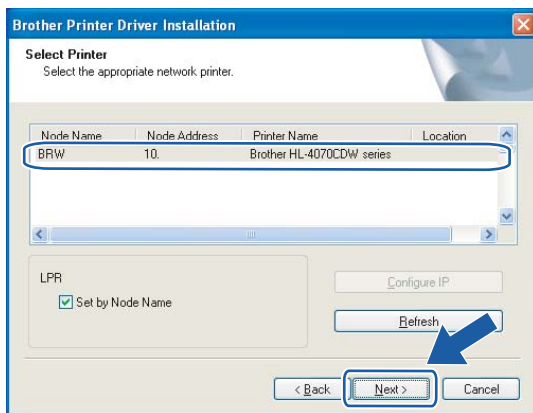 Brother Printer Driver Installation
Select Printer
Select the appropriate network printer.
Node Name Node Address Printer Name Location
BRW 10. Brother HL-4070CDW series
LPR
Set by Node Name
Configure IP
Refresh
< Back Next > Cancel